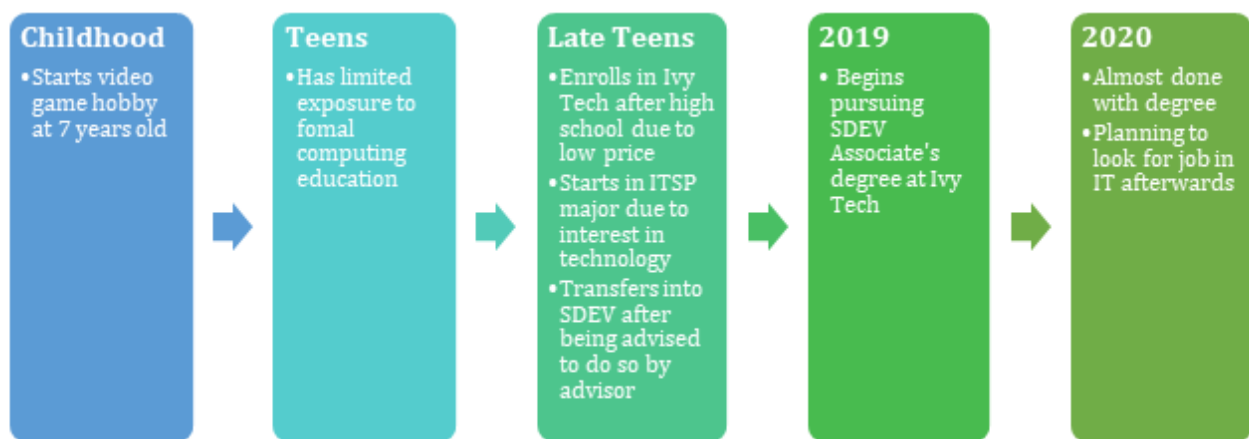 Childhood
•Starts video
game hobby
at 7 years old
Teens
•Has limited
exposure to
fomal
computing
education
Late Teens
•Enrolls in Ivy
Tech after high
school due to
low price
•Starts in ITSP
major due to
interest in
technology
•Transfers into
SDEV after
being advised
to do so by
advisor
2019
• Begins
pursuing
SDEV
Associate's
degree at Ivy
Tech
2020
•Almost done
with degree
•Planning to
look for job in
IT afterwards